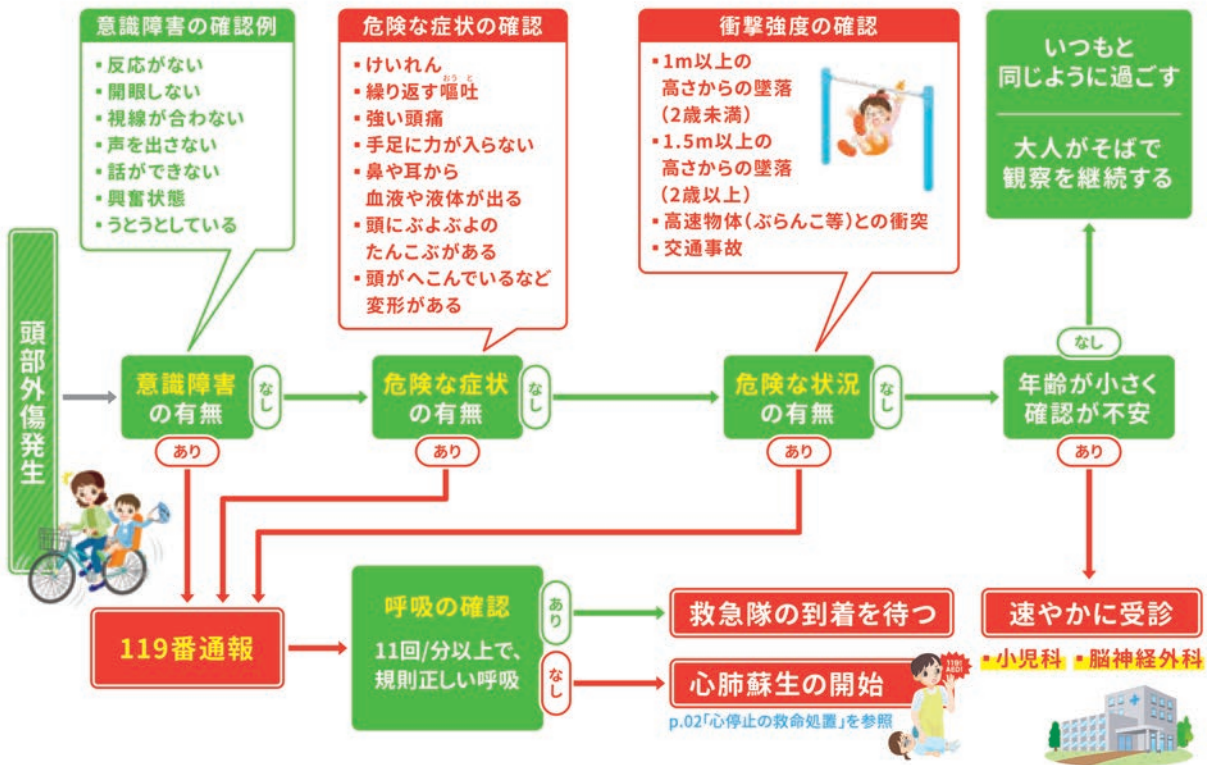 意識障害の確認例
▪反応がない
▪開眼しない
▪視線が合わない
▪声を出さない
▪話ができない
▪興奮状態
▪うとうとしている
危険な症状の確認
▪けいれん
おうと
▪繰り返す嘔吐
▪強い頭痛
▪手足に力が入らない
▪鼻や耳から
血液や液体が出る
▪頭にぶよぶよの
たんこぶがある
▪頭がへこんでいるなど
変形がある
衝撃強度の確認
▪1m以上の
高さからの墜落
(2歳未満)
▪1.5m以上の
高さからの墜落
(2歳以上)
▪高速物体(ぶらんこ等)との衝突
▪交通事故
いつもと
同じように過ごす
大人がそばで
観察を継続する
頭部外傷発生
意識障害
の有無
なし
あり
危険な症状
の有無
なし
あり
危険な状況
の有無
なし
あり
年齢が小さく
確認が不安
なし
あり
119番通報
呼吸の確認
11回/分以上で、
規則正しい呼吸
あり
なし
救急隊の到着を待つ
心肺蘇生の開始
p.02「心停止の救命処置」を参照
119!
AED!
速やかに受診
▪小児科 ▪脳神経外科